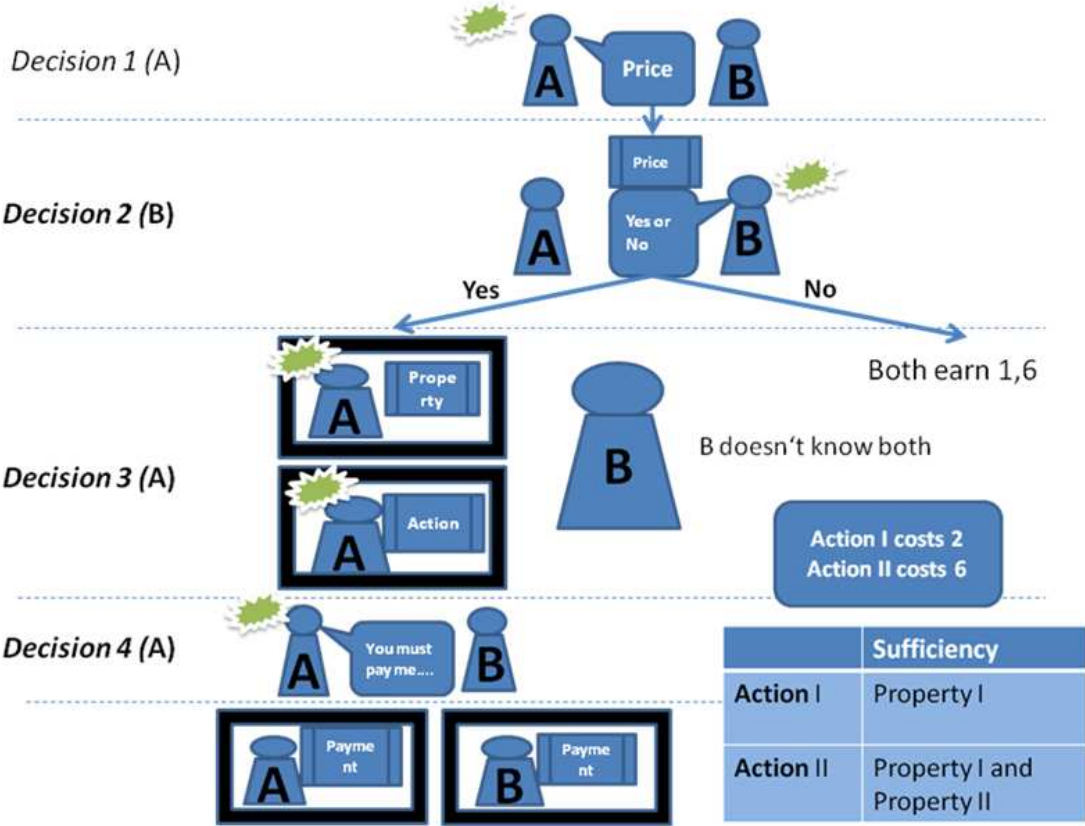 Decision 1 (A)
A
Price
B
Price
Decision 2 (B)
A
Yes or
No
B
Yes
No
Both earn 1,6
A
Prope
rty
B
B doesn't know both
Decision 3 (A)
A
Action
Action I costs 2
Action II costs 6
Decision 4 (A)
A
You must
pay me....
B
Sufficiency
Action I
Property I
Action II
Property I and
Property II
A
Payme
nt
B
Payme
nt